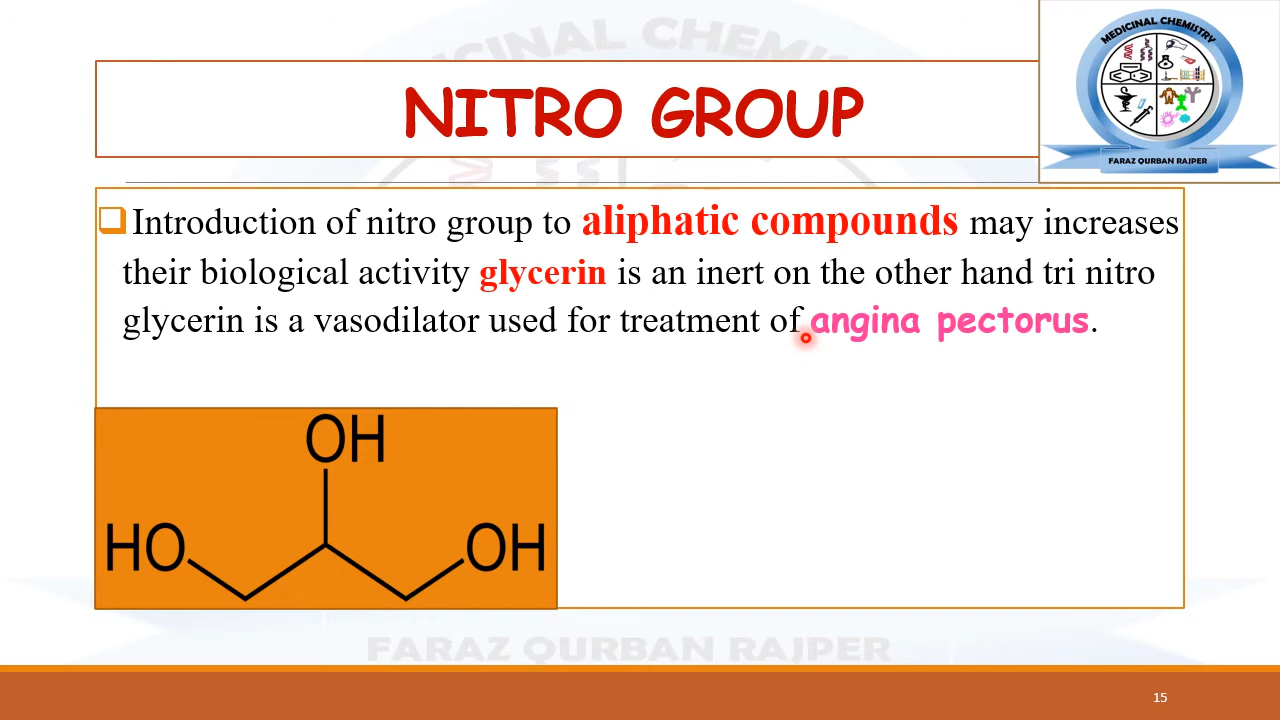 MEDICINAL CHEMISTRY
NITRO GROUP
MEDICINAL CHEMISTRY
FARAZ QURBAN RAJPER
Introduction of nitro group to aliphatic compounds may increases
their biological activity glycerin is an inert on the other hand tri nitro
glycerin is a vasodilator used for treatment of angina pectorus.
OH
HO
OH
FARAZ QURBAN RAJPER
15